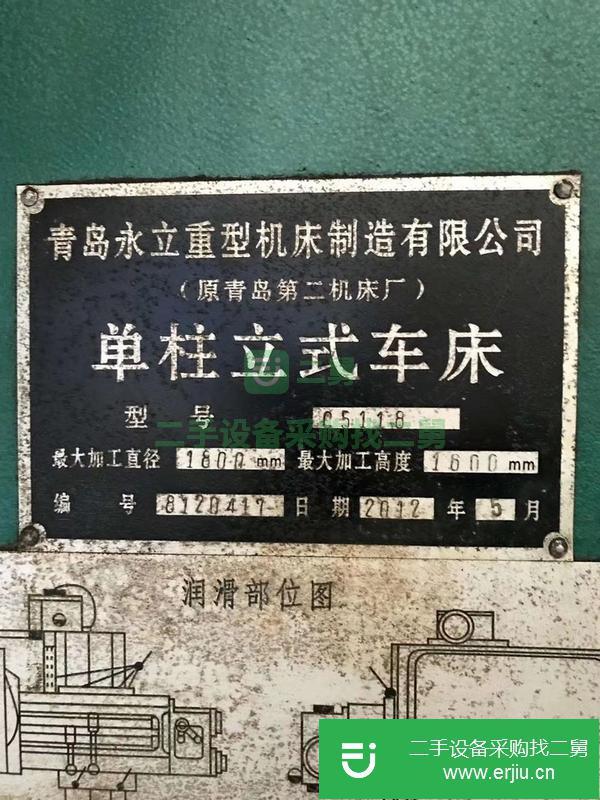 青岛永立重型机床制造有限公司
（原青岛第二机床厂）
单柱立式车床
二舅
型号 C5118
二手设备采购找二舅
最大加工直径 1800 mm 最大加工高度 1600 mm
编号 8120417 日期 2012 年 5 月
润滑部位图
二手设备采购找二舅
www.erjiu.cn